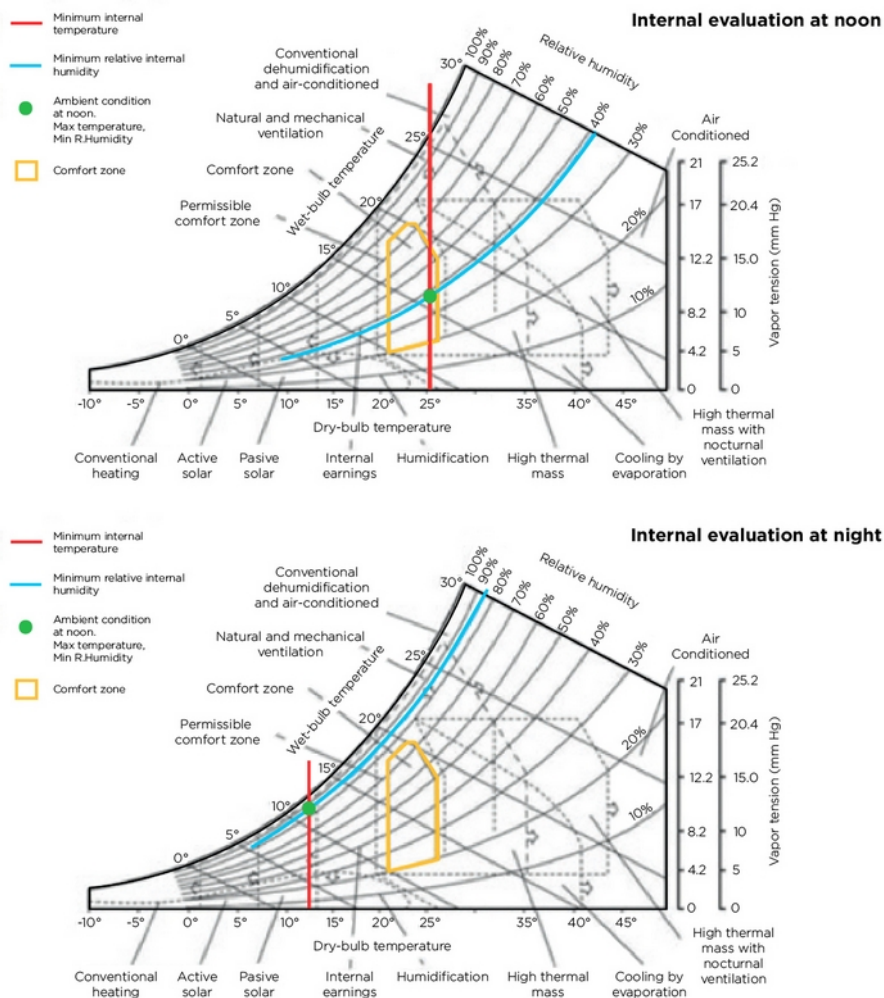 Internal evaluation at noon
Minimum internal
temperature
Minimum relative internal
humidity
Ambient condition
at noon.
Max temperature,
Min R.Humidity
Comfort zone
Conventional
dehumidification
and air-conditioned
Natural and mechanical
ventilation
Comfort zone
Permissible
comfort zone
Wet-bulb temperature
Relative humidity
100%
90%
80%
70%
60%
50%
40%
30%
20%
10%
30°
25°
20°
15°
10°
5°
0°
Air
Conditioned
21
17
12.2
8.2
4.2
0
25.2
20.4
15.0
10
5
0
Vapor tension (mm Hg)
-10°
-5°
0°
5°
10°
15°
20°
25°
35°
40°
45°
Dry-bulb temperature
Conventional
heating
Active
solar
Pasive
solar
Internal
earnings
Humidification
High thermal
mass
Cooling by
evaporation
High thermal
mass with
nocturnal
ventilation
Internal evaluation at night
Minimum internal
temperature
Minimum relative internal
humidity
Ambient condition
at noon.
Max temperature,
Min R.Humidity
Comfort zone
Conventional
dehumidification
and air-conditioned
Natural and mechanical
ventilation
Comfort zone
Permissible
comfort zone
Wet-bulb temperature
Relative humidity
100%
90%
80%
70%
60%
50%
40%
30%
20%
10%
30°
25°
20°
15°
10°
5°
0°
Air
Conditioned
21
17
12.2
8.2
4.2
0
25.2
20.4
15.0
10
5
0
Vapor tension (mm Hg)
-10°
-5°
0°
5°
10°
15°
20°
25°
35°
40°
45°
Dry-bulb temperature
Conventional
heating
Active
solar
Pasive
solar
Internal
earnings
Humidification
High thermal
mass
Cooling by
evaporation
High thermal
mass with
nocturnal
ventilation